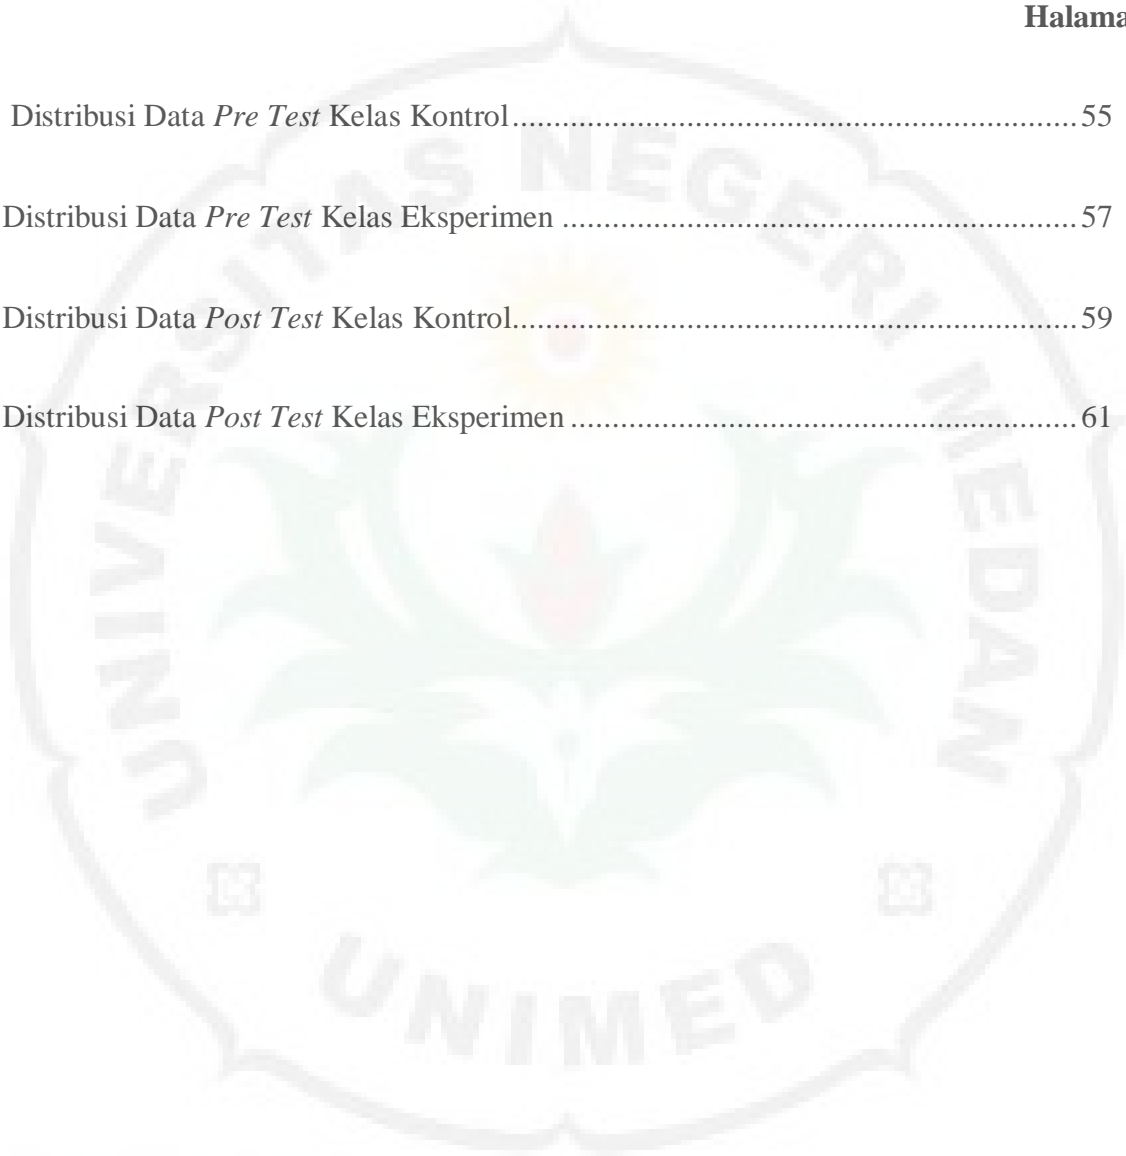 Halama
Distribusi Data Pre Test Kelas Kontrol....................................................................55
Distribusi Data Pre Test Kelas Eksperimen ..............................................................57
Distribusi Data Post Test Kelas Kontrol....................................................................59
Distribusi Data Post Test Kelas Eksperimen .............................................................61
UNIVERSITAS NEGERI MEDAN
UNIMED